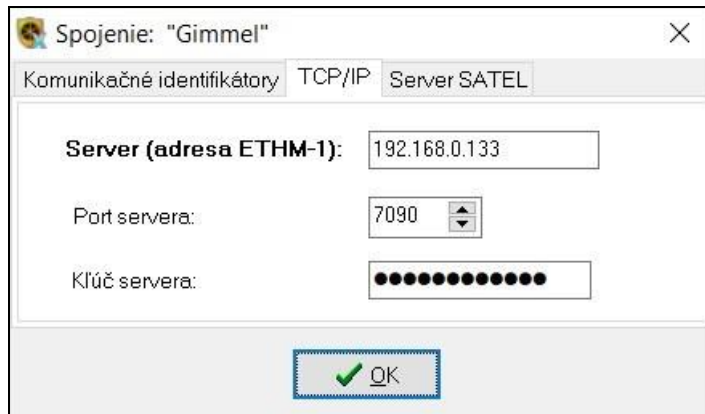 Spojenie: "Gimmel"
Komunikačné identifikátory TCP/IP Server SATEL
Server (adresa ETHM-1): 192.168.0.133
Port servera: 7090
Kľúč servera: ●●●●●●●●●●●●
OK